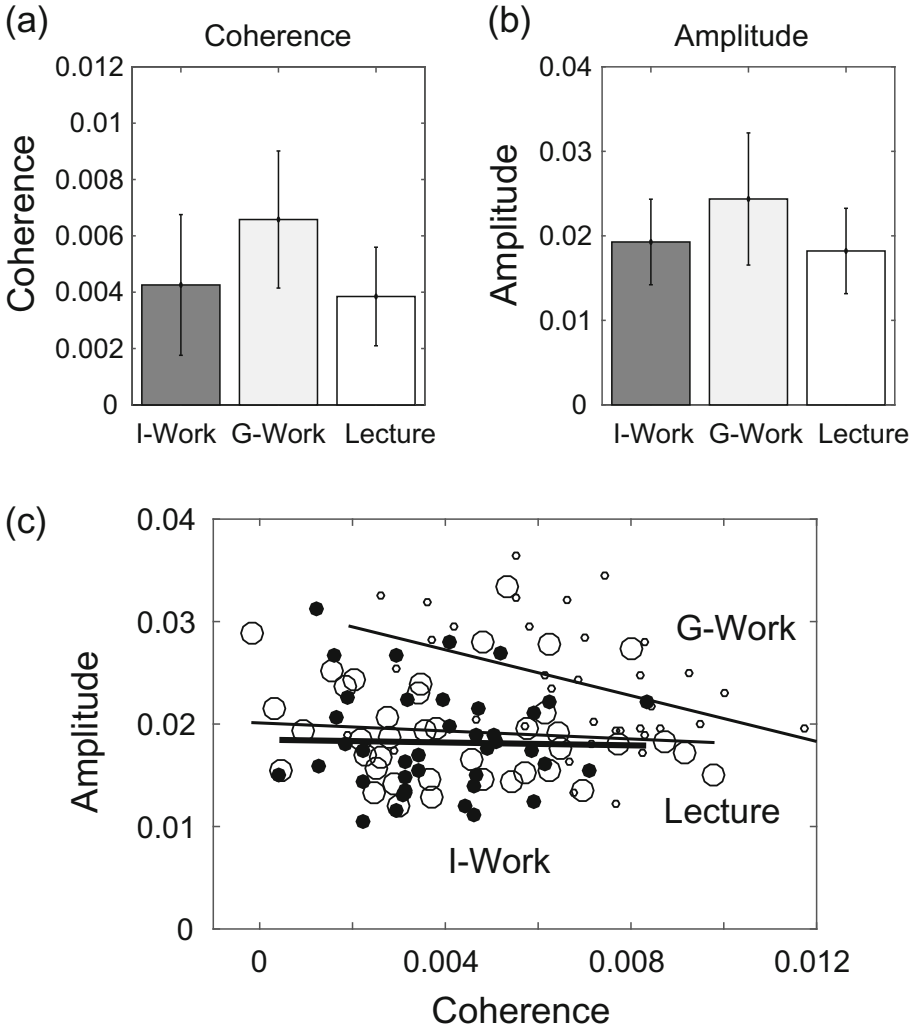 (a)
Coherence
0.012
0.01
0.008
0.006
0.004
0.002
0
Coherence
I-Work G-Work Lecture
(b)
Amplitude
0.04
0.03
0.02
0.01
0
Amplitude
I-Work G-Work Lecture
(c)
0.04
0.03
0.02
0.01
0
Amplitude
G-Work
Lecture
I-Work
0 0.004 0.008 0.012
Coherence